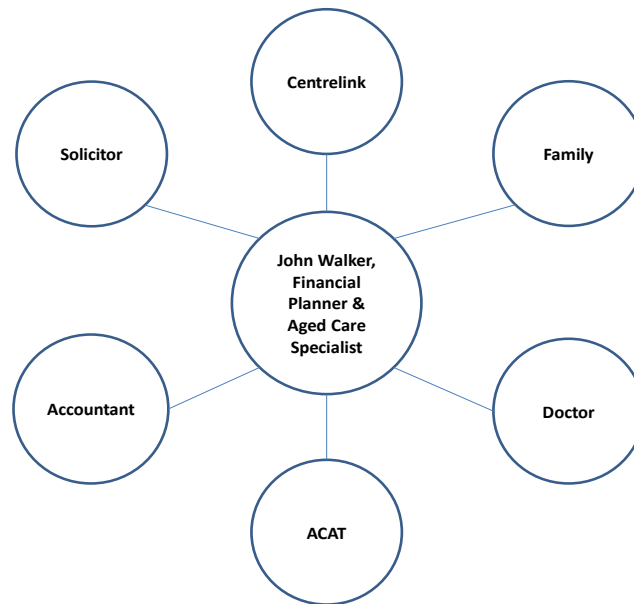 Centrelink
Solicitor
Family
John Walker,
Financial
Planner &
Aged Care
Specialist
Accountant
Doctor
ACAT